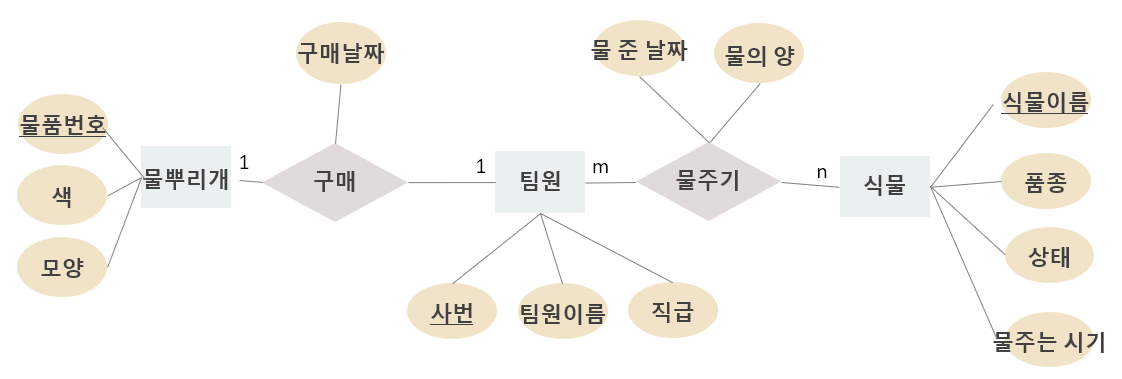 구매날짜
물 준 날짜
물의 양
물품번호
식물이름
물뿌리개
1
구매
1
팀원
m
물주기
n
식물
색
품종
모양
상태
사번
팀원이름
직급
물주는 시기